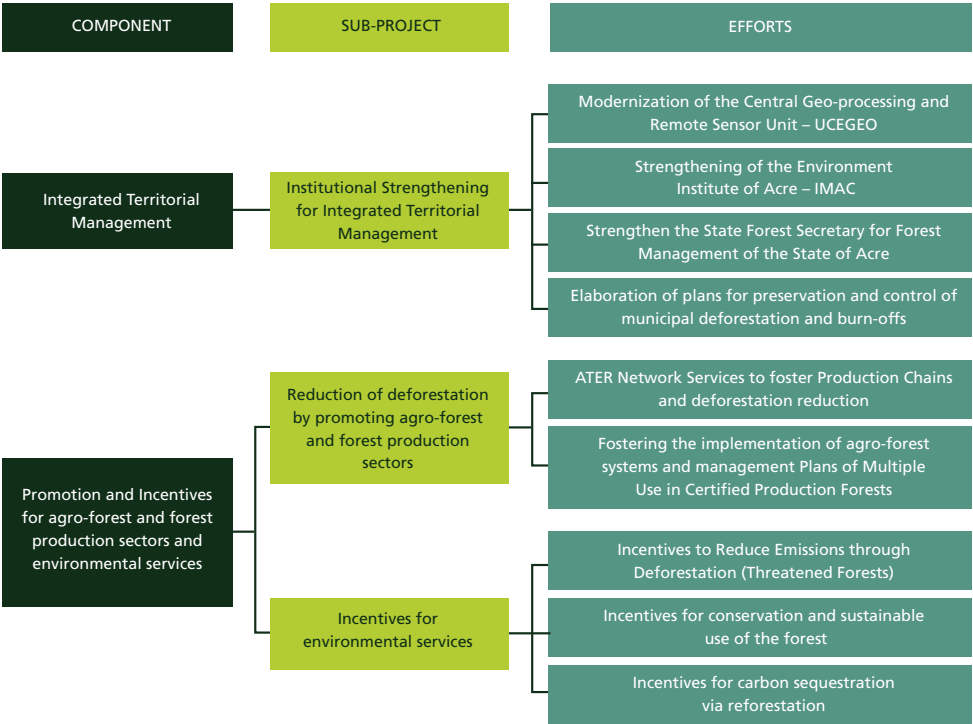 COMPONENT
SUB-PROJECT
EFFORTS
Integrated Territorial
Management
Institutional Strengthening
for Integrated Territorial
Management
Modernization of the Central Geo-processing and
Remote Sensor Unit – UCEGEO
Strengthening of the Environment
Institute of Acre – IMAC
Strengthen the State Forest Secretary for Forest
Management of the State of Acre
Elaboration of plans for preservation and control of
municipal deforestation and burn-offs
Promotion and Incentives
for agro-forest and forest
production sectors and
environmental services
Reduction of deforestation
by promoting agro-forest
and forest production
sectors
ATER Network Services to foster Production Chains
and deforestation reduction
Fostering the implementation of agro-forest
systems and management Plans of Multiple
Use in Certified Production Forests
Incentives for
environmental services
Incentives to Reduce Emissions through
Deforestation (Threatened Forests)
Incentives for conservation and sustainable
use of the forest
Incentives for carbon sequestration
via reforestation